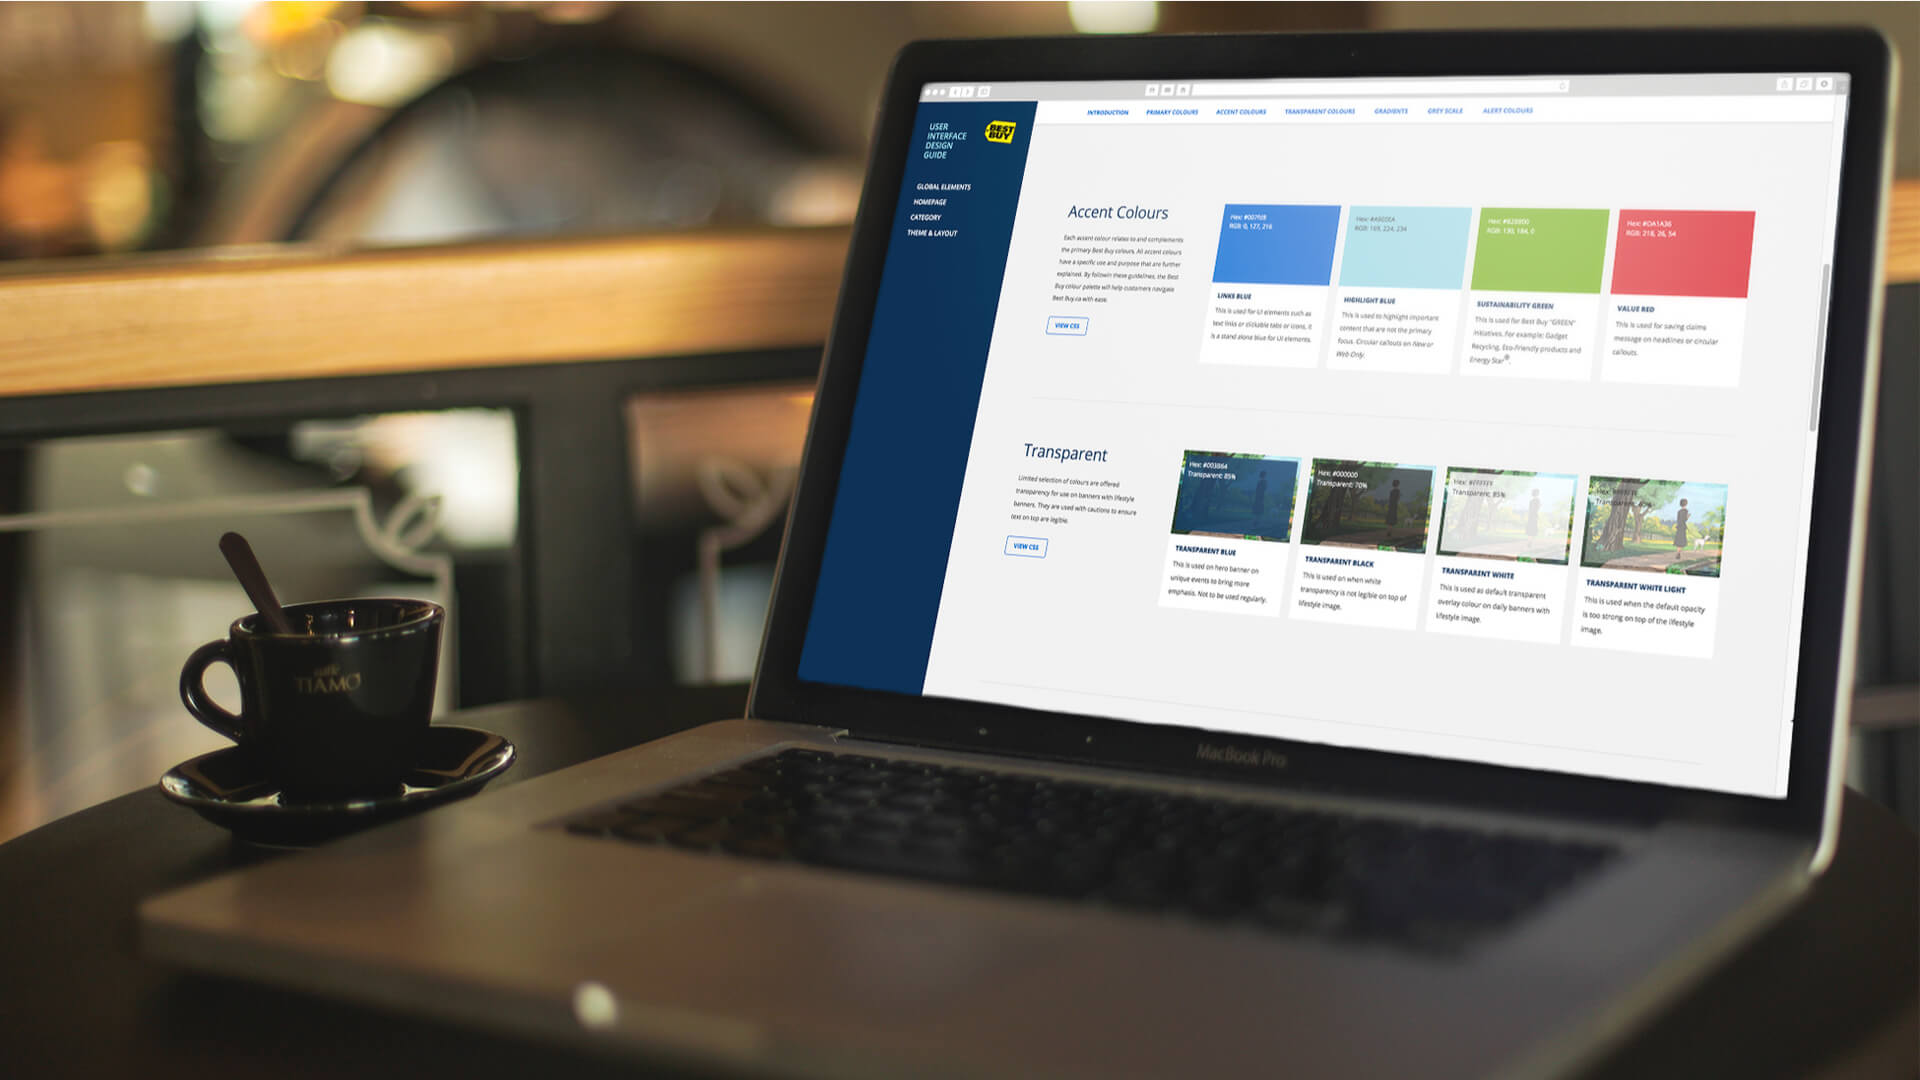 INTRODUCTION PRIMARY COLOURS ACCENT COLOURS TRANSPARENT COLOURS GRADIENTS GREY SCALE ALERT COLOURS
USER
INTERFACE
DESIGN
GUIDE
BEST
BUY
GLOBAL ELEMENTS
HOMEPAGE
CATEGORY
THEME & LAYOUT
Accent Colours
Each accent colour relates to and complements
the primary Best Buy colours. All accent colours
have a specific use and purpose that are further
explained. By followin these guidelines, the Best
Buy colour palette will help customers navigate
Best Buy.ca with ease.
VIEW CSS
RGB: 0, 127, 216
LINKS BLUE
This is used for UI elements such as
text links or clickable tabs or icons. It
is a stand alone blue for UI elements.
RGB: 169, 224, 234
HIGHLIGHT BLUE
This is used to highlight important
content that are not the primary
focus. Circular callouts on New or
Web Only.
Hex: #82B800
RGB: 130, 184, 0
SUSTAINABILITY GREEN
This is used for Best Buy "GREEN"
initiatives. For example: Gadget
Recycling, Eco-Friendly products and
Energy Star®.
Hex: #DA1A36
RGB: 218, 26, 54
VALUE RED
This is used for saving claims
message on headlines or circular
callouts.
Transparent
Limited selection of colours are offered
transparency for use on banners with lifestyle
banners. They are used with cautions to ensure
text on top are legible.
VIEW CSS
Hex: #003B64
Transparent: 85%
TRANSPARENT BLUE
This is used on hero banner on
unique events to bring more
emphasis. Not to be used regularly.
Hex: #000000
Transparent: 70%
TRANSPARENT BLACK
This is used on when white
transparency is not legible on top of
lifestyle image.
Hex: #FFFFFF
Transparent: 85%
TRANSPARENT WHITE
This is used as default transparent
overlay colour on daily banners with
lifestyle image.
Hex: #FFFFFF
TRANSPARENT WHITE LIGHT
This is used when the default opacity
is too strong on top of the lifestyle
image.
MacBook Pro
caffè
TIAMO